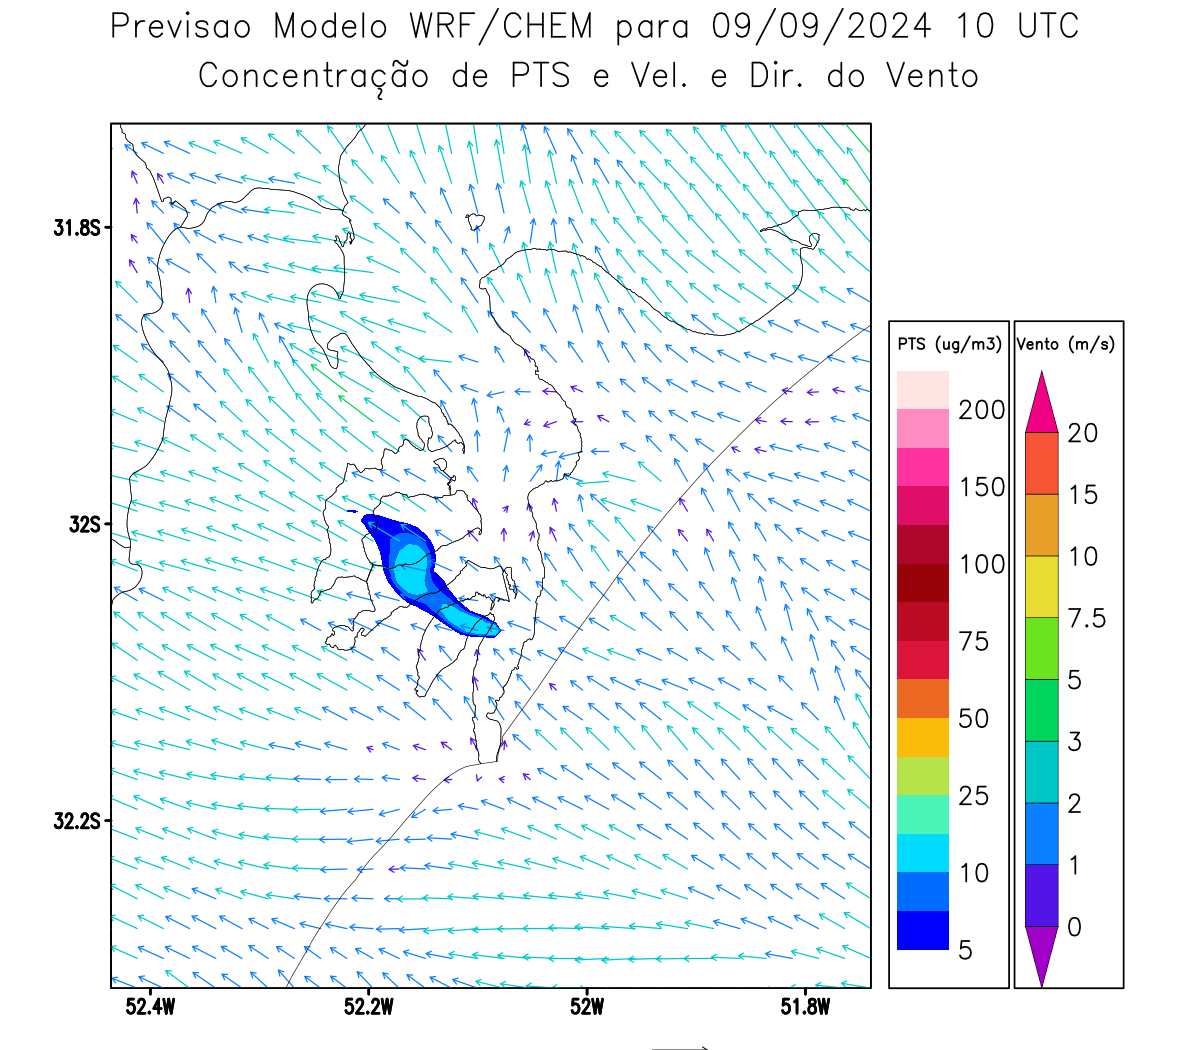 Previsao Modelo WRF/CHEM para 09/09/2024 10 UTC
Concentração de PTS e Vel. e Dir. do Vento
31.8S
32S
32.2S
52.4W 52.2W 52W 51.8W
PTS (ug/m3)
200
150
100
75
50
25
10
5
Vento (m/s)
20
15
10
7.5
5
3
2
1
0